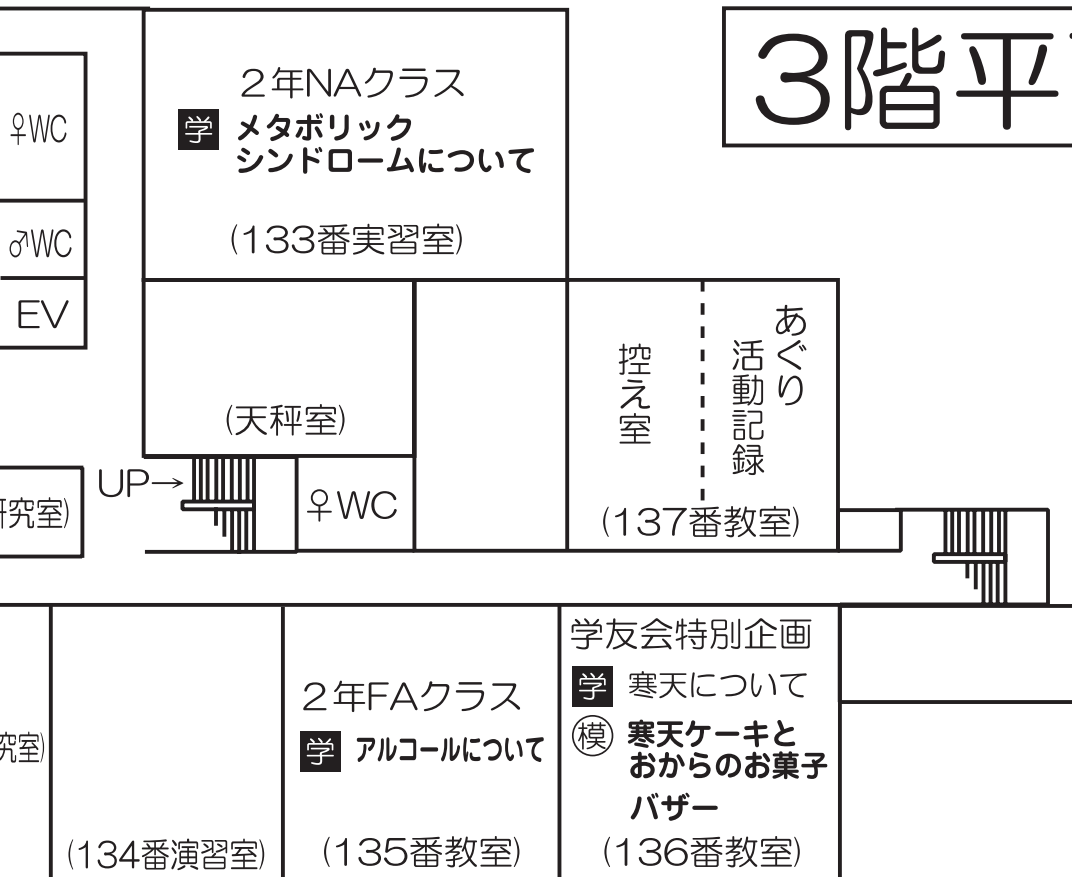 3階平
♀WC
♂WC
EV
2年NAクラス
学 メタボリック
シンドロームについて
(133番実習室)
(天秤室)
控え室
あぐり
活動記録
(137番教室)
UP→
♀WC
究室)
究室)
(134番演習室)
2年FAクラス
学 アルコールについて
(135番教室)
学友会特別企画
学 寒天について
模 寒天ケーキと
おからのお菓子
バザー
(136番教室)